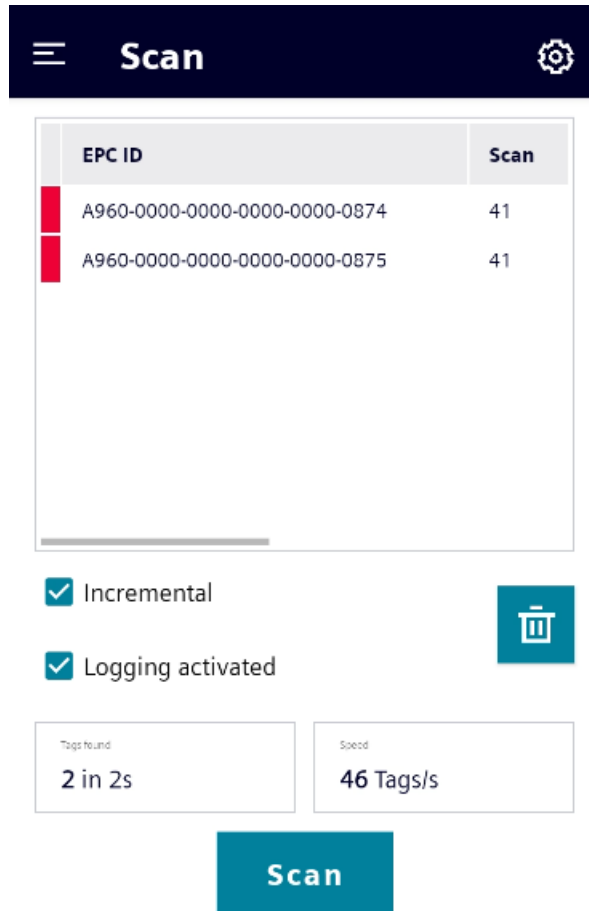 Scan
EPC ID Scan
A960-0000-0000-0000-0000-0874 41
A960-0000-0000-0000-0000-0875 41
Incremental
Logging activated
Tags found Speed
2 in 2s 46 Tags/s
Scan